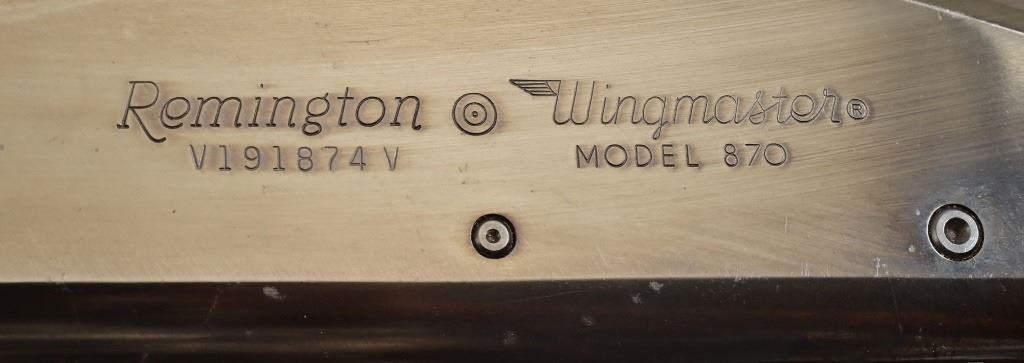 Remington Wingmaster®
V191874V MODEL 870